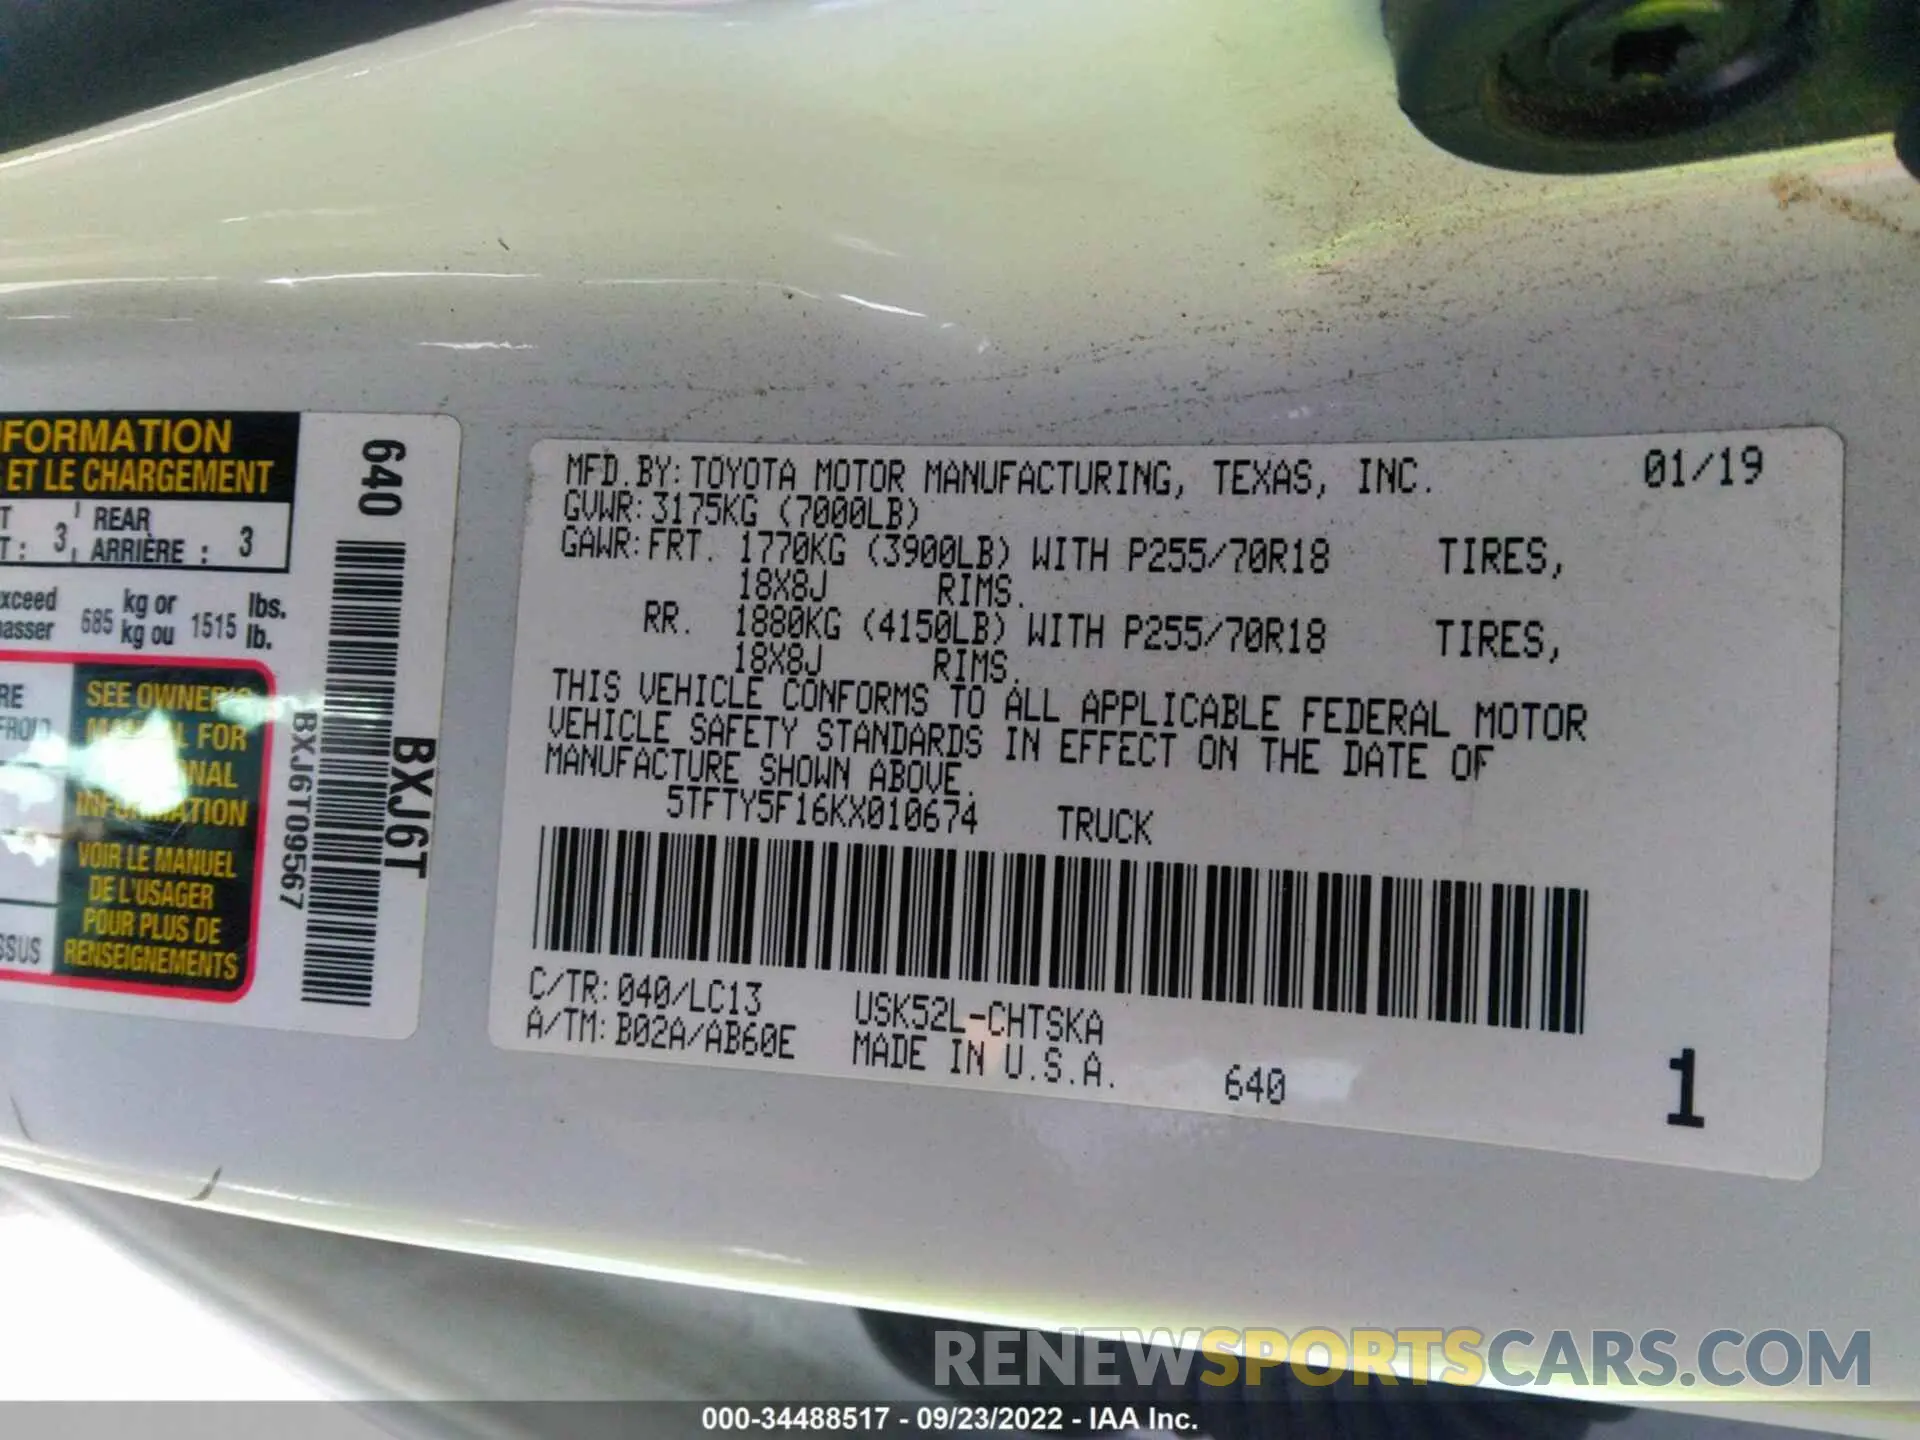 NFORMATION
ET LE CHARGEMENT
REAR
3 ARRIÈRE : 3
kg or lbs.
685 kg ou 1515 lb.
SEE OWNER'S
MANUAL FOR
INFORMATION
VOIR LE MANUEL
DE L'USAGER
POUR PLUS DE
RENSEIGNEMENTS
640
BXJ6T
BXJ6T09567
MFD.BY:TOYOTA MOTOR MANUFACTURING, TEXAS, INC. 01/19
GVWR:3175KG (7000LB)
GAWR:FRT. 1770KG (3900LB) WITH P255/70R18 TIRES,
18X8J RIMS.
RR. 1880KG (4150LB) WITH P255/70R18 TIRES,
18X8J RIMS.
THIS VEHICLE CONFORMS TO ALL APPLICABLE FEDERAL MOTOR
VEHICLE SAFETY STANDARDS IN EFFECT ON THE DATE OF
MANUFACTURE SHOWN ABOVE.
5TFTY5F16KX010674 TRUCK
C/TR:040/LC13 USK52L-CHTSKA
A/TM:B02A/AB60E MADE IN U.S.A. 640
1
RENEWSPORTSCARS.COM
000-34488517 - 09/23/2022 - IAA Inc.